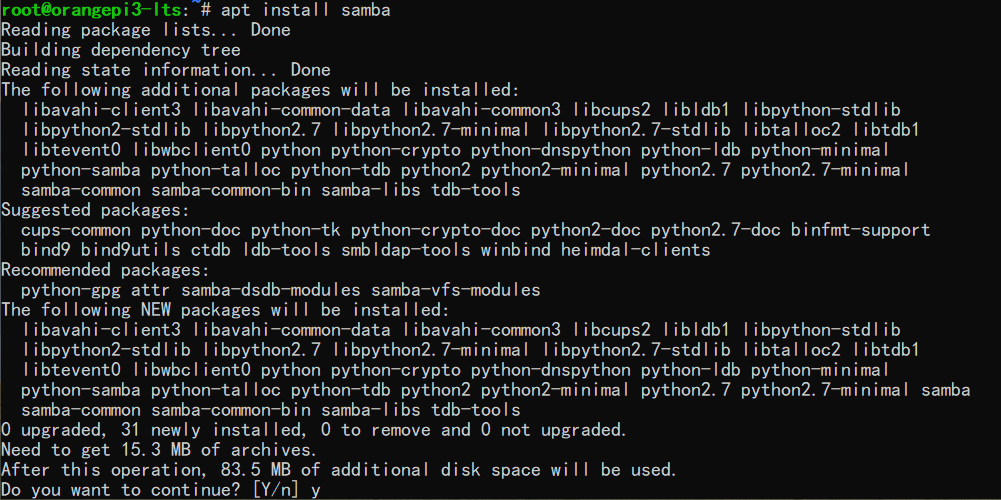 root@orangepi3-lts:~# apt install samba
Reading package lists... Done
Building dependency tree
Reading state information... Done
The following additional packages will be installed:
  libavahi-client3 libavahi-common-data libavahi-common3 libcups2 libldb1 libpython-stdlib
  libpython2-stdlib libpython2.7 libpython2.7-minimal libpython2.7-stdlib libtalloc2 libtdb1
  libtevent0 libwbclient0 python python-crypto python-dnspython python-ldb python-minimal
  python-samba python-talloc python-tdb python2 python2-minimal python2.7 python2.7-minimal
  samba-common samba-common-bin samba-libs tdb-tools
Suggested packages:
  cups-common python-doc python-tk python-crypto-doc python2-doc python2.7-doc binfmt-support
  bind9 bind9utils ctdb ldb-tools smbldap-tools winbind heimdal-clients
Recommended packages:
  python-gpg attr samba-dsdb-modules samba-vfs-modules
The following NEW packages will be installed:
  libavahi-client3 libavahi-common-data libavahi-common3 libcups2 libldb1 libpython-stdlib
  libpython2-stdlib libpython2.7 libpython2.7-minimal libpython2.7-stdlib libtalloc2 libtdb1
  libtevent0 libwbclient0 python python-crypto python-dnspython python-ldb python-minimal
  python-samba python-talloc python-tdb python2 python2-minimal python2.7 python2.7-minimal samba
  samba-common samba-common-bin samba-libs tdb-tools
0 upgraded, 31 newly installed, 0 to remove and 0 not upgraded.
Need to get 15.3 MB of archives.
After this operation, 83.5 MB of additional disk space will be used.
Do you want to continue? [Y/n] y